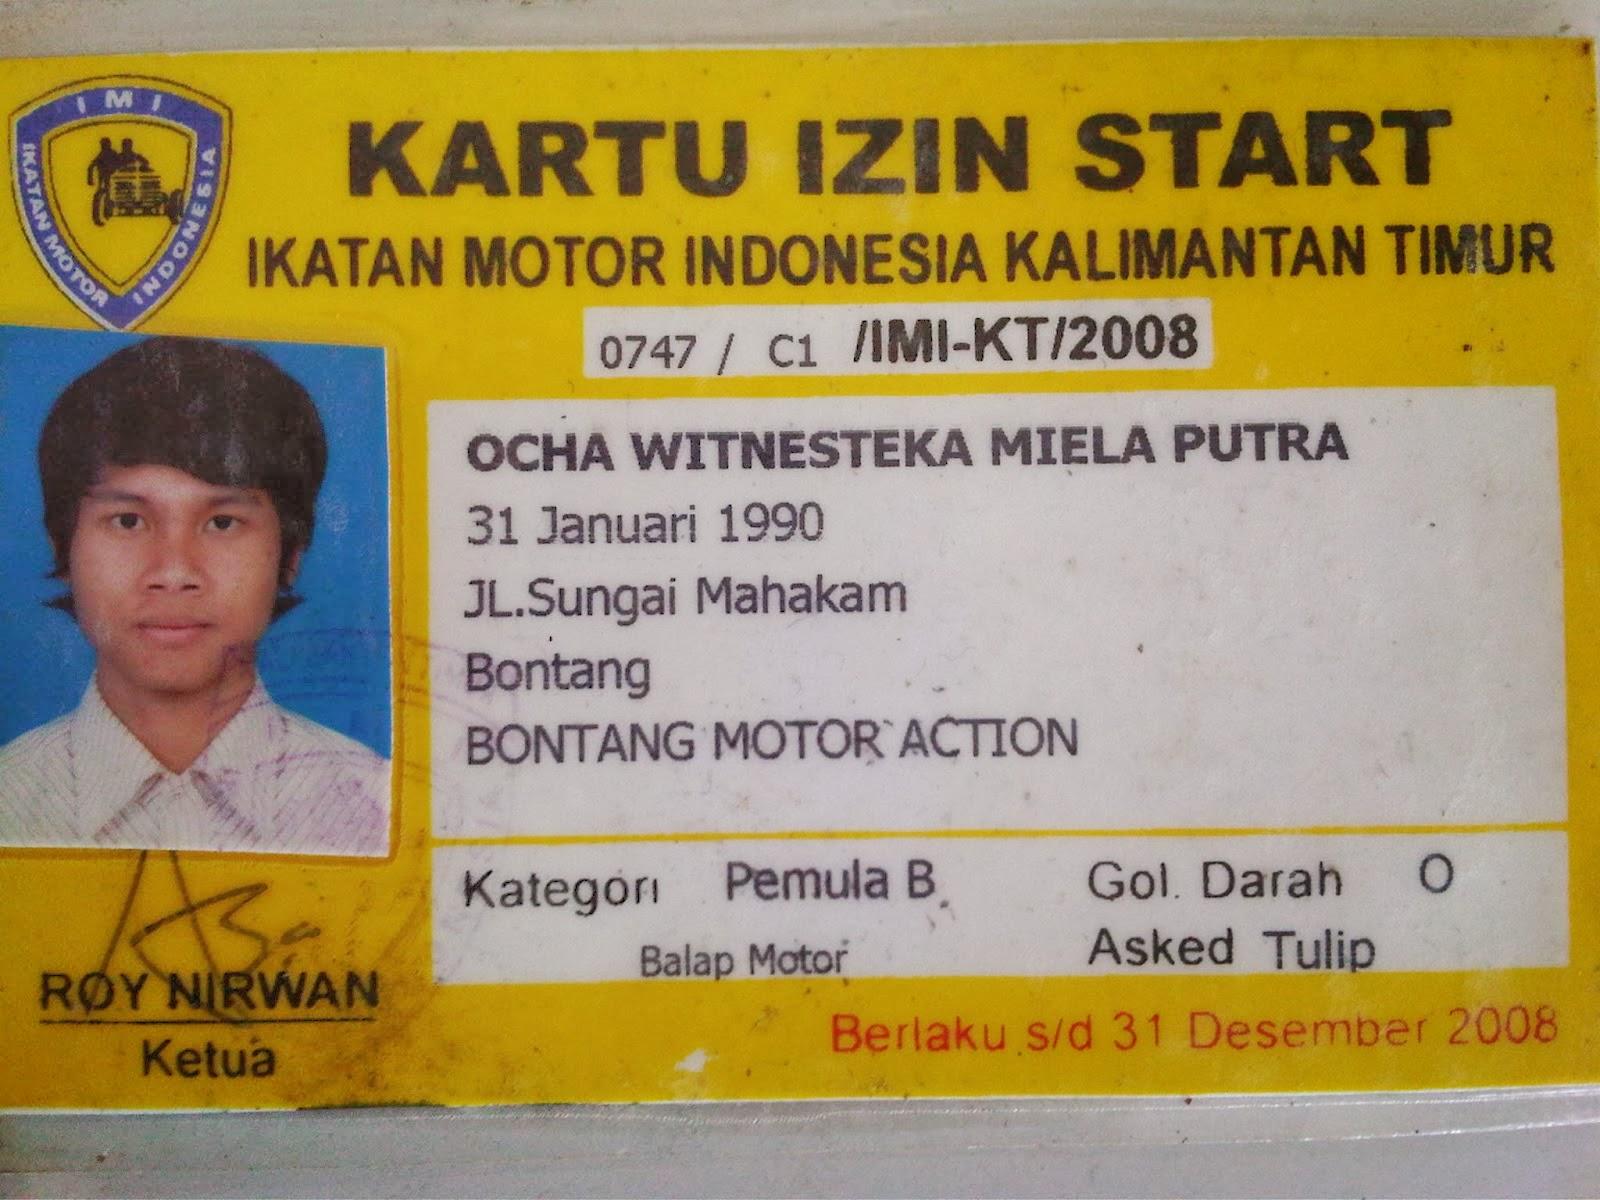 IMI
IKATAN MOTOR INDONESIA
KARTU IZIN START
IKATAN MOTOR INDONESIA KALIMANTAN TIMUR
0747 / C1 /IMI-KT/2008
OCHA WITNESTEKA MIELA PUTRA
31 Januari 1990
JL.Sungai Mahakam
Bontang
BONTANG MOTOR ACTION
Kategori Pemula B Gol. Darah O
Balap Motor Asked Tulip
ROY NIRWAN
Ketua
Berlaku s/d 31 Desember 2008